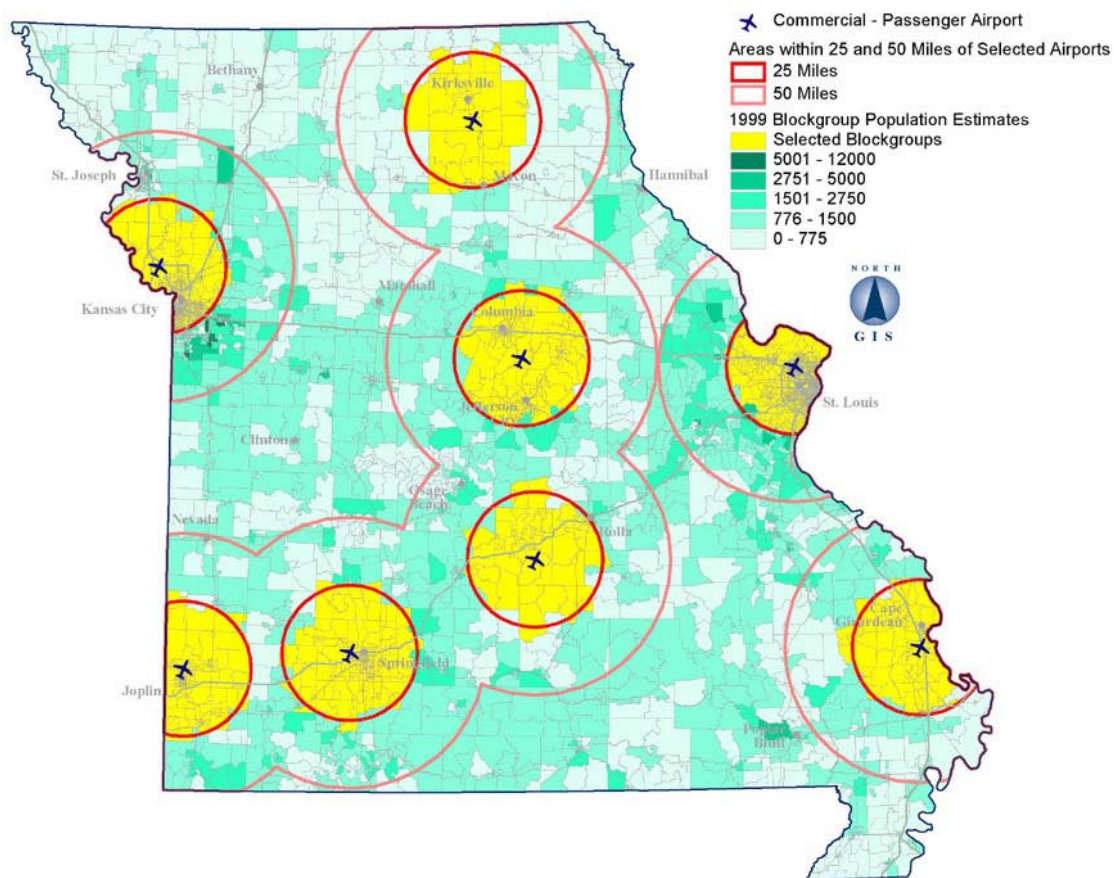 Commercial - Passenger Airport
Areas within 25 and 50 Miles of Selected Airports
25 Miles
50 Miles
1999 Blockgroup Population Estimates
Selected Blockgroups
5001 - 12000
2751 - 5000
1501 - 2750
776 - 1500
0 - 775
NORTH
GIS
Bethany
Kirksville
St. Joseph
Macon
Hannibal
Kansas City
Marshall
Columbia
St. Louis
Jefferson
City
Clinton
Osage
Beach
Nevada
Rolla
Cape
Girardeau
Springfield
Joplin
Poplar
Bluff